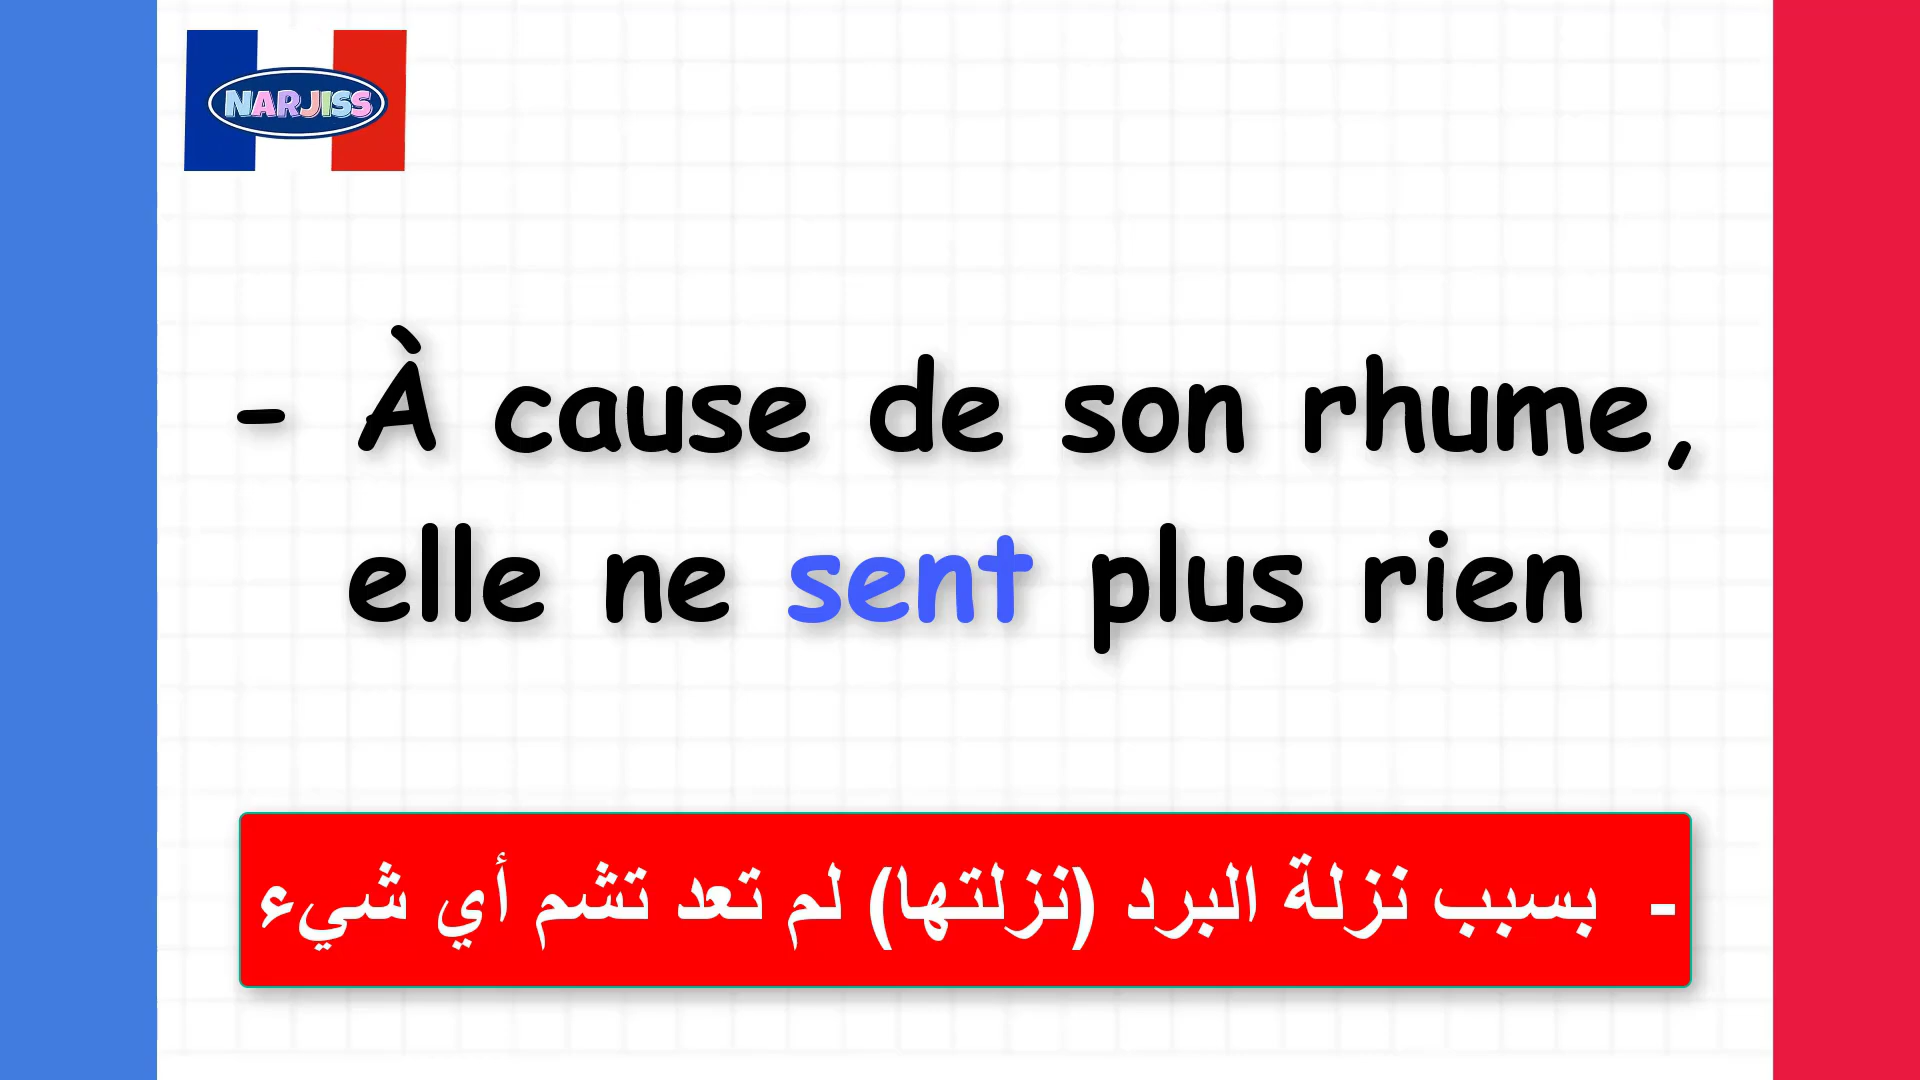 NARJISS
- À cause de son rhume,
elle ne sent plus rien
- بسبب نزلة البرد (نزلتها) لم تعد تشم أي شيء